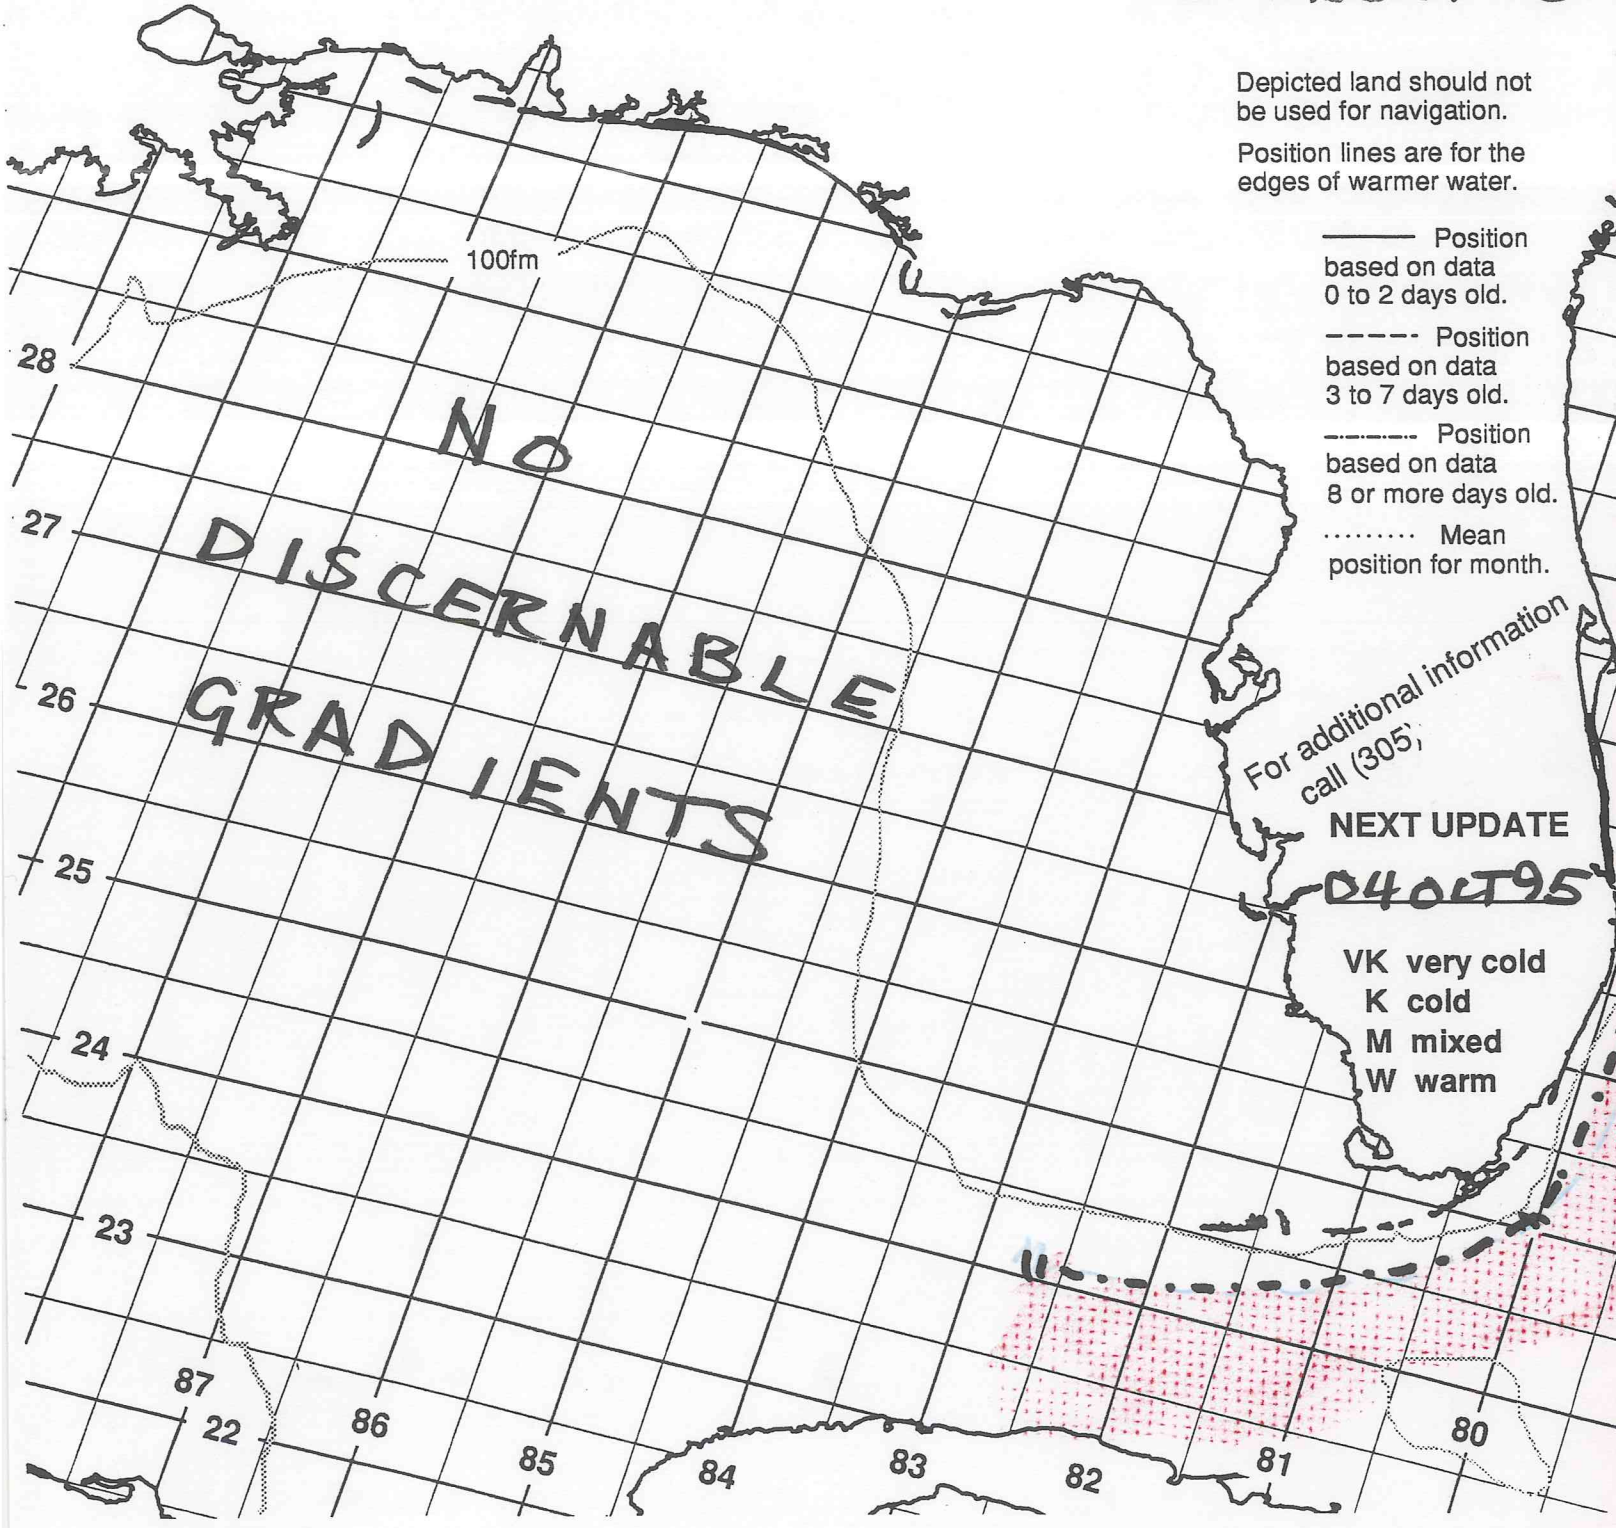 Depicted land should not
be used for navigation.
Position lines are for the
edges of warmer water.
Position
based on data
0 to 2 days old.
Position
based on data
3 to 7 days old.
Position
based on data
8 or more days old.
Mean
position for month.
100fm
28
NO
27
DISCERNABLE
26
GRADIENTS
For additional information
call (305)
NEXT UPDATE
04OCT95
25
VK very cold
K cold
M mixed
W warm
24
23
87
22
86
85
84
83
82
81
80